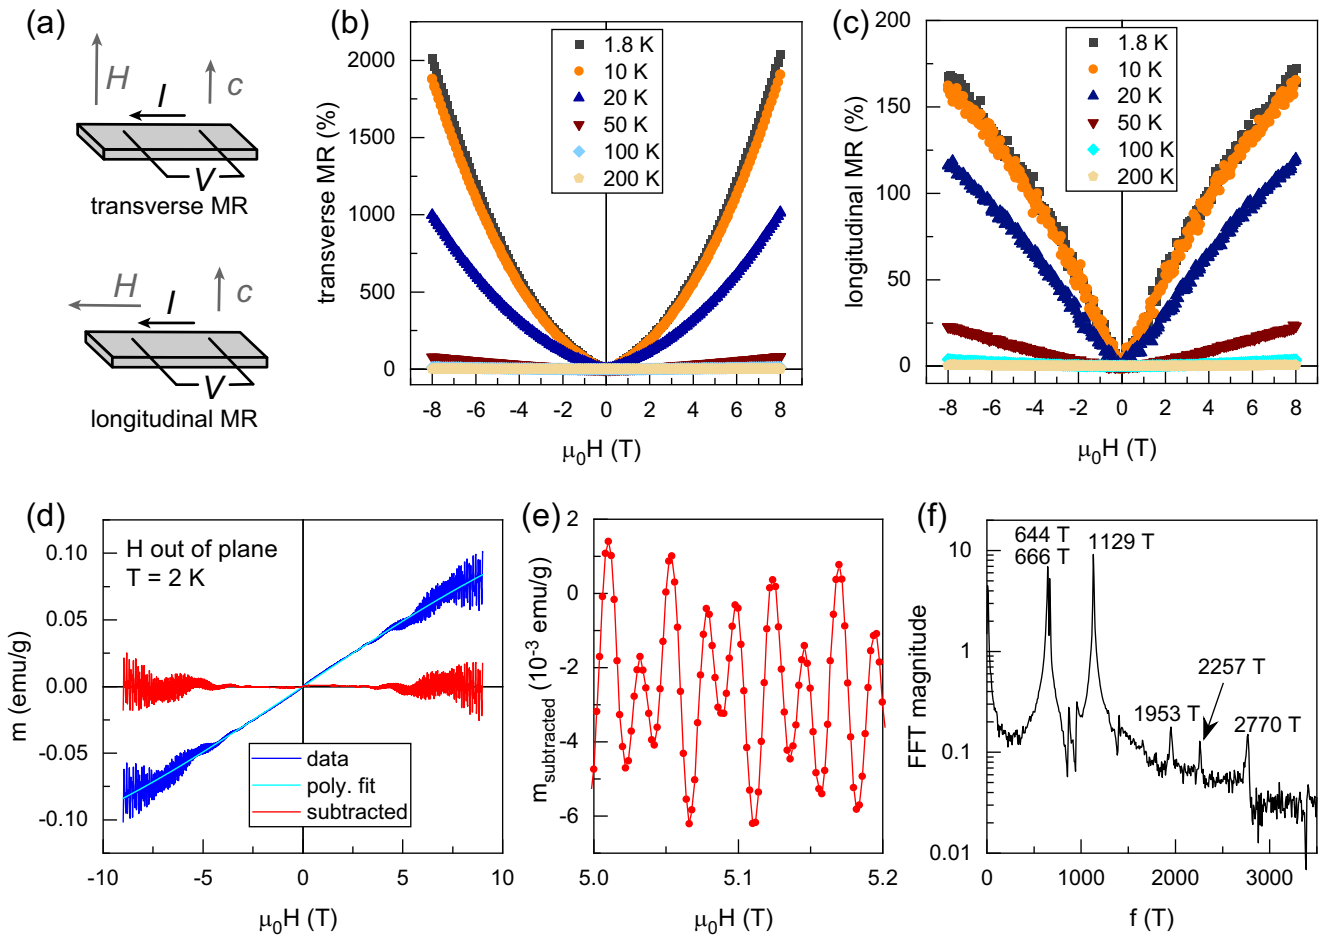 (a)
H
I
c
V
transverse MR
H
I
c
V
longitudinal MR
(b)
transverse MR (%)
2000
1500
1000
500
0
1.8 K
10 K
20 K
50 K
100 K
200 K
-8 -6 -4 -2 0 2 4 6 8
μ0H (T)
(c)
longitudinal MR (%)
200
150
100
50
0
1.8 K
10 K
20 K
50 K
100 K
200 K
-8 -6 -4 -2 0 2 4 6 8
μ0H (T)
(d)
m (emu/g)
0.10
0.05
0.00
-0.05
-0.10
H out of plane
T = 2 K
data
poly. fit
subtracted
-10 -5 0 5 10
μ0H (T)
(e)
msubtracted (10-3 emu/g)
2
0
-2
-4
-6
5.0 5.1 5.2
μ0H (T)
(f)
FFT magnitude
10
1
0.1
0.01
644 T
666 T
1129 T
1953 T
2257 T
2770 T
0 1000 2000 3000
f (T)